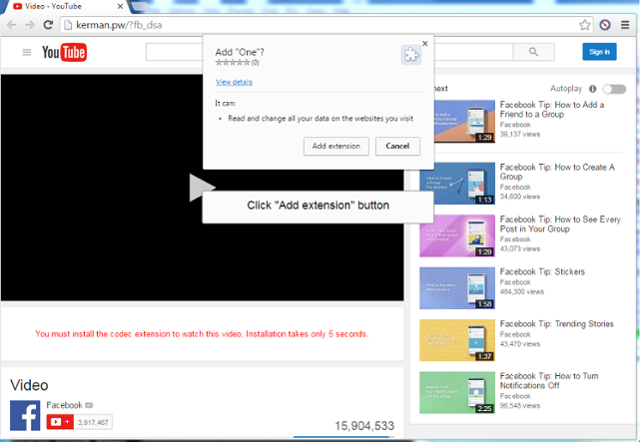 Video - YouTube
kerman.pw/?fb_dsa
YouTube
Sign in
Add "One"?
(0)
View details
It can:
• Read and change all your data on the websites you visit
Add extension
Cancel
Click "Add extension" button
You must install the codec extension to watch this video. Installation takes only 5 seconds.
Video
Facebook
3,917,467
15,904,533
next
Autoplay
1:29
Facebook Tip: How to Add a
Friend to a Group
Facebook
36,137 views
1:13
Facebook Tip: How to Create A
Group
Facebook
34,600 views
1:29
Facebook Tip: How to See Every
Post in Your Group
Facebook
43,073 views
1:58
Facebook Tip: Stickers
Facebook
484,300 views
1:37
Facebook Tip: Trending Stories
Facebook
43,470 views
2:25
Facebook Tip: How to Turn
Notifications Off
Facebook
96,548 views